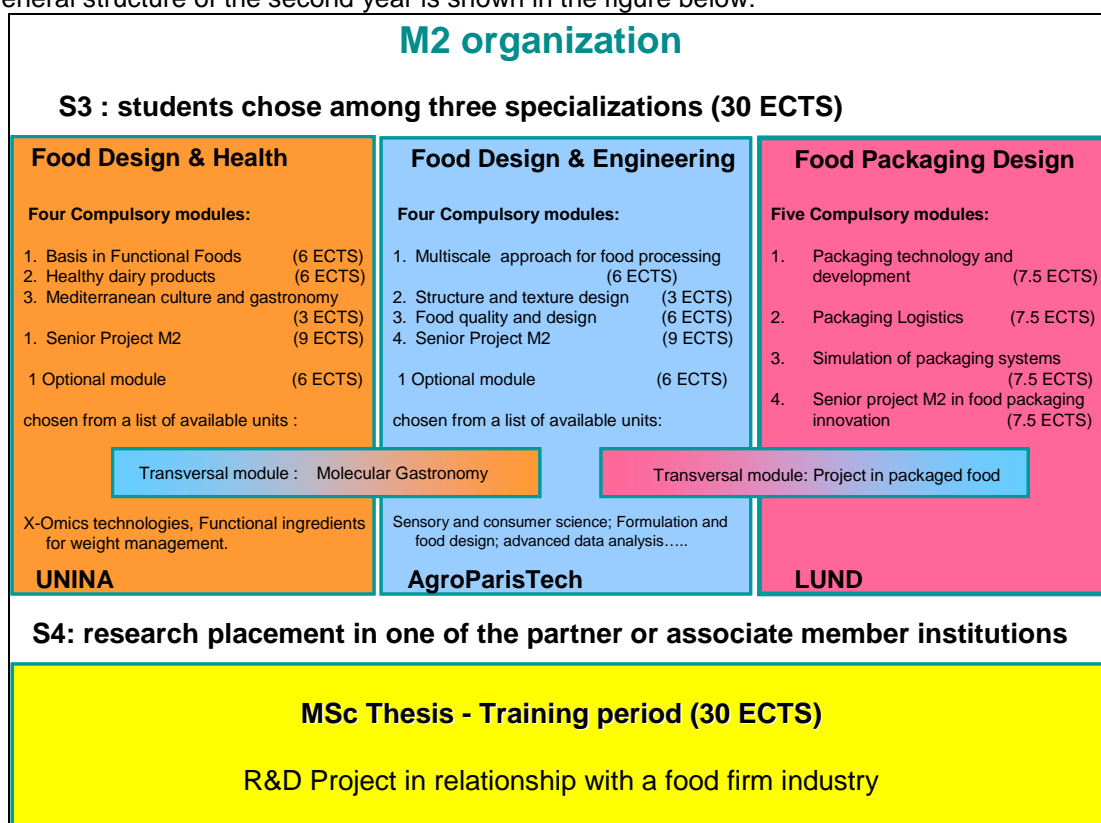 eneral structure of the second year is shown in the figure below.
M2 organization
S3 : students chose among three specializations (30 ECTS)
Food Design & Health
Four Compulsory modules:
1. Basis in Functional Foods (6 ECTS)
2. Healthy dairy products (6 ECTS)
3. Mediterranean culture and gastronomy
(3 ECTS)
1. Senior Project M2 (9 ECTS)
1 Optional module (6 ECTS)
chosen from a list of available units :
Food Design & Engineering
Four Compulsory modules:
1. Multiscale approach for food processing
(6 ECTS)
2. Structure and texture design (3 ECTS)
3. Food quality and design (6 ECTS)
4. Senior Project M2 (9 ECTS)
1 Optional module (6 ECTS)
chosen from a list of available units:
Food Packaging Design
Five Compulsory modules:
1. Packaging technology and
development (7.5 ECTS)
2. Packaging Logistics (7.5 ECTS)
3. Simulation of packaging systems
(7.5 ECTS)
4. Senior project M2 in food packaging
innovation (7.5 ECTS)
Transversal module : Molecular Gastronomy
Transversal module: Project in packaged food
X-Omics technologies, Functional ingredients
for weight management.
UNINA
Sensory and consumer science; Formulation and
food design; advanced data analysis…..
AgroParisTech
LUND
S4: research placement in one of the partner or associate member institutions
MSc Thesis - Training period (30 ECTS)
R&D Project in relationship with a food firm industry